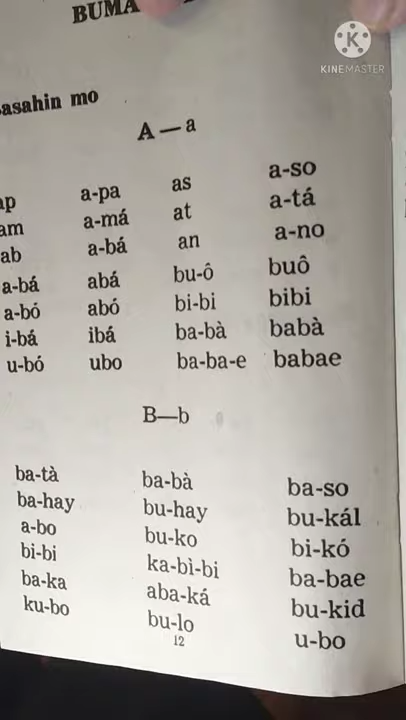 BUMA
KINEMASTER
asahin mo
A — a
ap a-pa as a-so
am a-má at a-tá
ab a-bá an a-no
a-bá abá bu-ô buô
a-bó abó bi-bi bibi
i-bá ibá ba-bà babà
u-bó ubo ba-ba-e babae
B—b
ba-tà ba-bà ba-so
ba-hay bu-hay bu-kál
a-bo bu-ko bi-kó
bi-bi ka-bì-bi ba-bae
ba-ka aba-ká bu-kid
ku-bo bu-lo u-bo
12